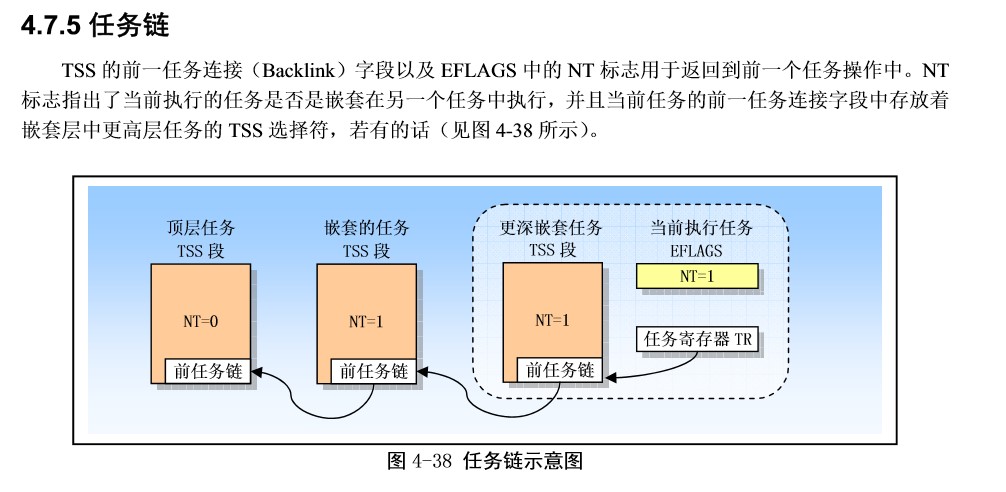 4.7.5 任务链
TSS 的前一任务连接（Backlink）字段以及 EFLAGS 中的 NT 标志用于返回到前一个任务操作中。NT
标志指出了当前执行的任务是否是嵌套在另一个任务中执行，并且当前任务的前一任务连接字段中存放着
嵌套层中更高层任务的 TSS 选择符，若有的话（见图 4-38 所示）。
顶层任务
TSS 段
NT=0
前任务链
嵌套的任务
TSS 段
NT=1
前任务链
更深嵌套任务
TSS 段
NT=1
前任务链
当前执行任务
EFLAGS
NT=1
任务寄存器 TR
图 4-38 任务链示意图